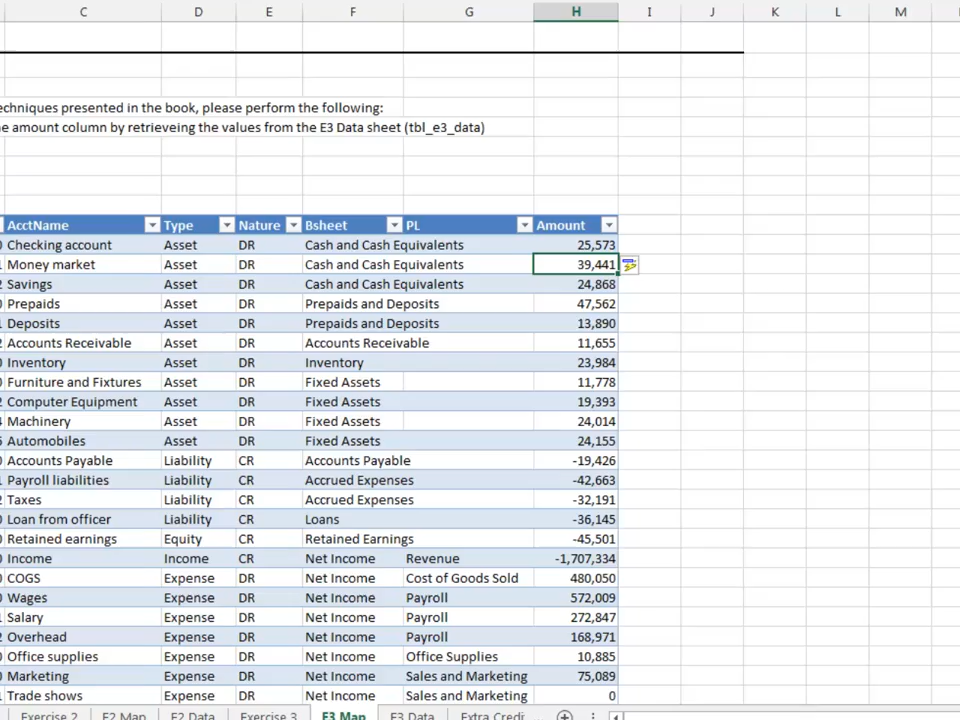 C D E F G H I J K L M
echniques presented in the book, please perform the following:
e amount column by retrieveing the values from the E3 Data sheet (tbl_e3_data)
AcctName Type Nature Bsheet PL Amount
Checking account Asset DR Cash and Cash Equivalents 25,573
Money market Asset DR Cash and Cash Equivalents 39,441
Savings Asset DR Cash and Cash Equivalents 24,868
Prepaids Asset DR Prepaids and Deposits 47,562
Deposits Asset DR Prepaids and Deposits 13,890
Accounts Receivable Asset DR Accounts Receivable 11,655
Inventory Asset DR Inventory 23,984
Furniture and Fixtures Asset DR Fixed Assets 11,778
Computer Equipment Asset DR Fixed Assets 19,393
Machinery Asset DR Fixed Assets 24,014
Automobiles Asset DR Fixed Assets 24,155
Accounts Payable Liability CR Accounts Payable -19,426
Payroll liabilities Liability CR Accrued Expenses -42,663
Taxes Liability CR Accrued Expenses -32,191
Loan from officer Liability CR Loans -36,145
Retained earnings Equity CR Retained Earnings -45,501
Income Income CR Net Income Revenue -1,707,334
COGS Expense DR Net Income Cost of Goods Sold 480,050
Wages Expense DR Net Income Payroll 572,009
Salary Expense DR Net Income Payroll 272,847
Overhead Expense DR Net Income Payroll 168,971
Office supplies Expense DR Net Income Office Supplies 10,885
Marketing Expense DR Net Income Sales and Marketing 75,089
Trade shows Expense DR Net Income Sales and Marketing 0
Exercise 2 E2 Map E2 Data Exercise 3 E3 Map E3 Data Extra Credi ...